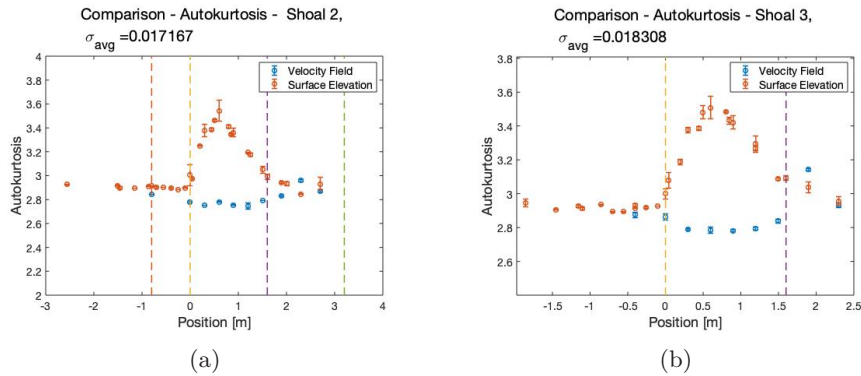 Comparison - Autokurtosis - Shoal 2,
σavg =0.017167
4
3.8
3.6
3.4
3.2
3
2.8
2.6
2.4
2.2
2
Autokurtosis
Velocity Field
Surface Elevation
-3 -2 -1 0 1 2 3 4
Position [m]
(a)
Comparison - Autokurtosis - Shoal 3,
σavg =0.018308
3.8
3.6
3.4
3.2
3
2.8
2.6
Autokurtosis
Velocity Field
Surface Elevation
-1.5 -1 -0.5 0 0.5 1 1.5 2 2.5
Position [m]
(b)